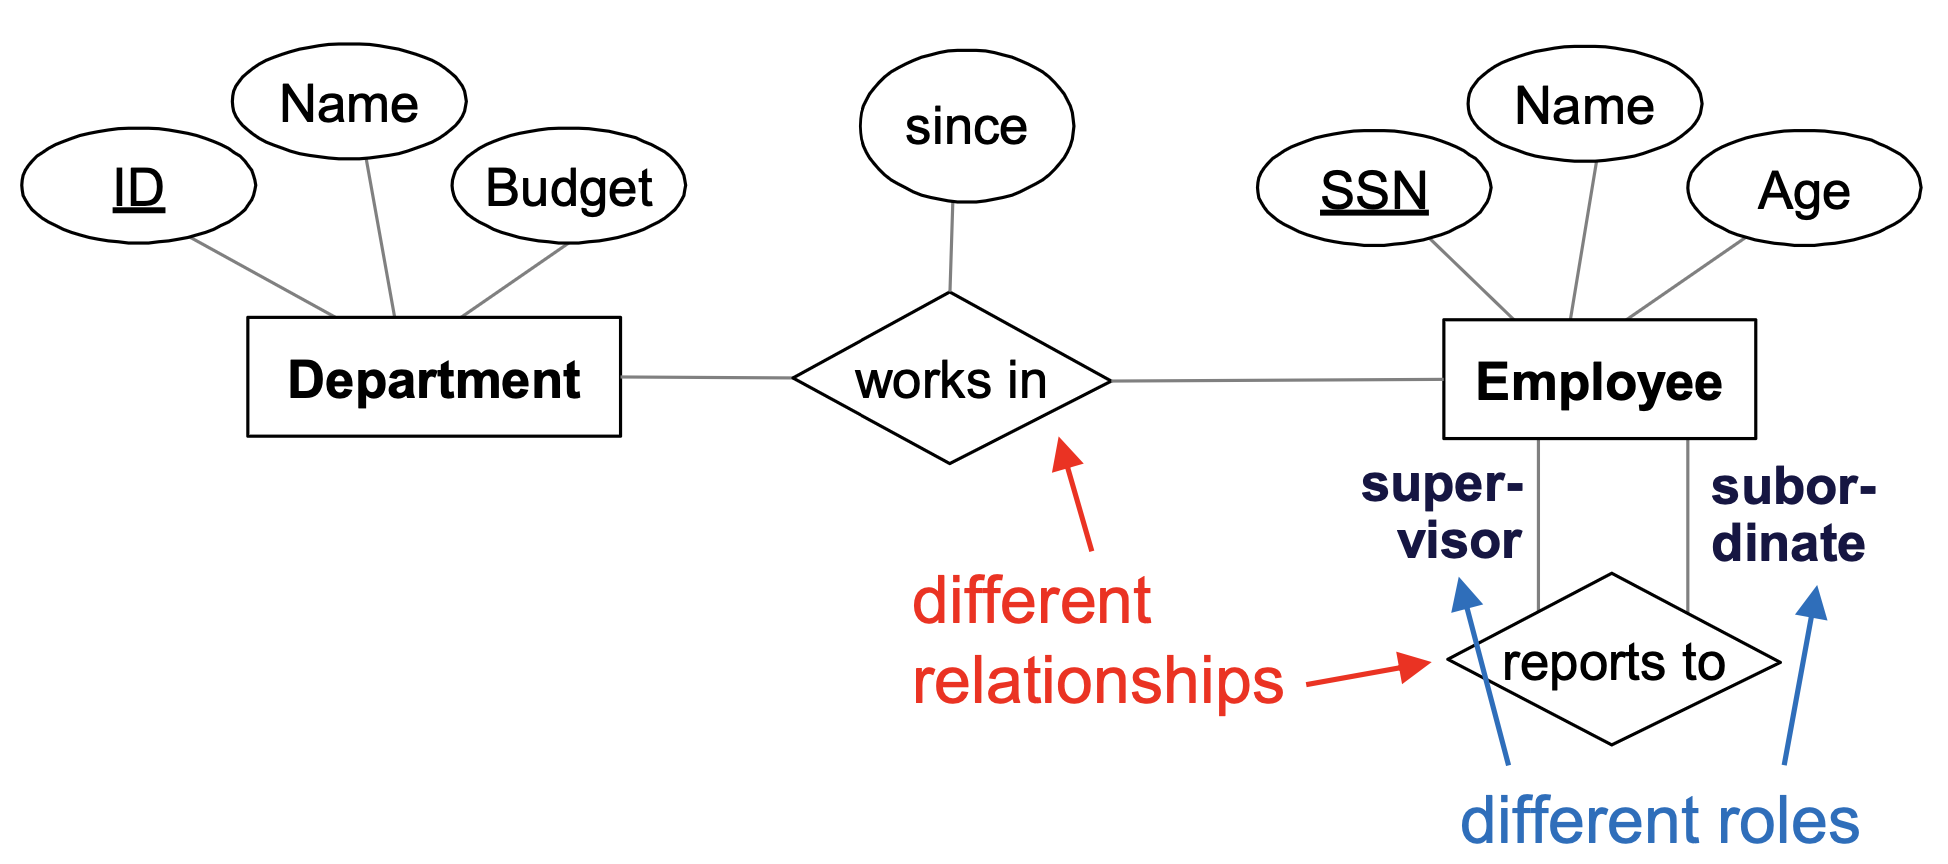 Name
since
Name
ID
Budget
SSN
Age
Department
works in
Employee
super-
visor
subor-
dinate
different
relationships
reports to
different roles